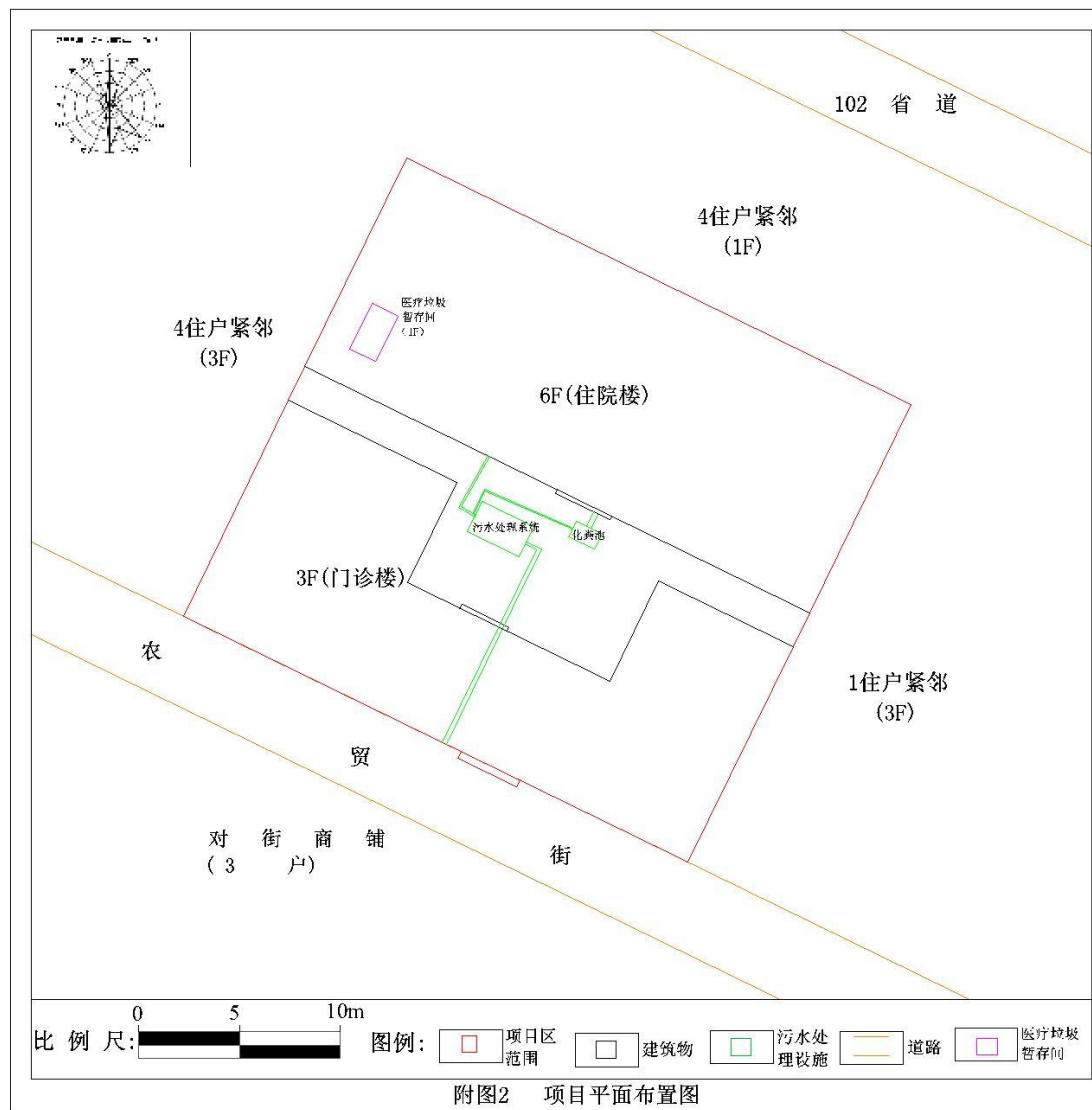 102 省 道
4住户紧邻
(1F)
医疗垃圾
暂存间
(1F)
4住户紧邻
(3F)
6F(住院楼)
污水处理系统
化粪池
3F(门诊楼)
农
贸
街
1住户紧邻
(3F)
对 街 商 铺
( 3 户)
0 5 10m
比 例 尺:
图例:
项目区
范围
建筑物
污水处
理设施
道路
医疗垃圾
暂存间
附图2 项目平面布置图